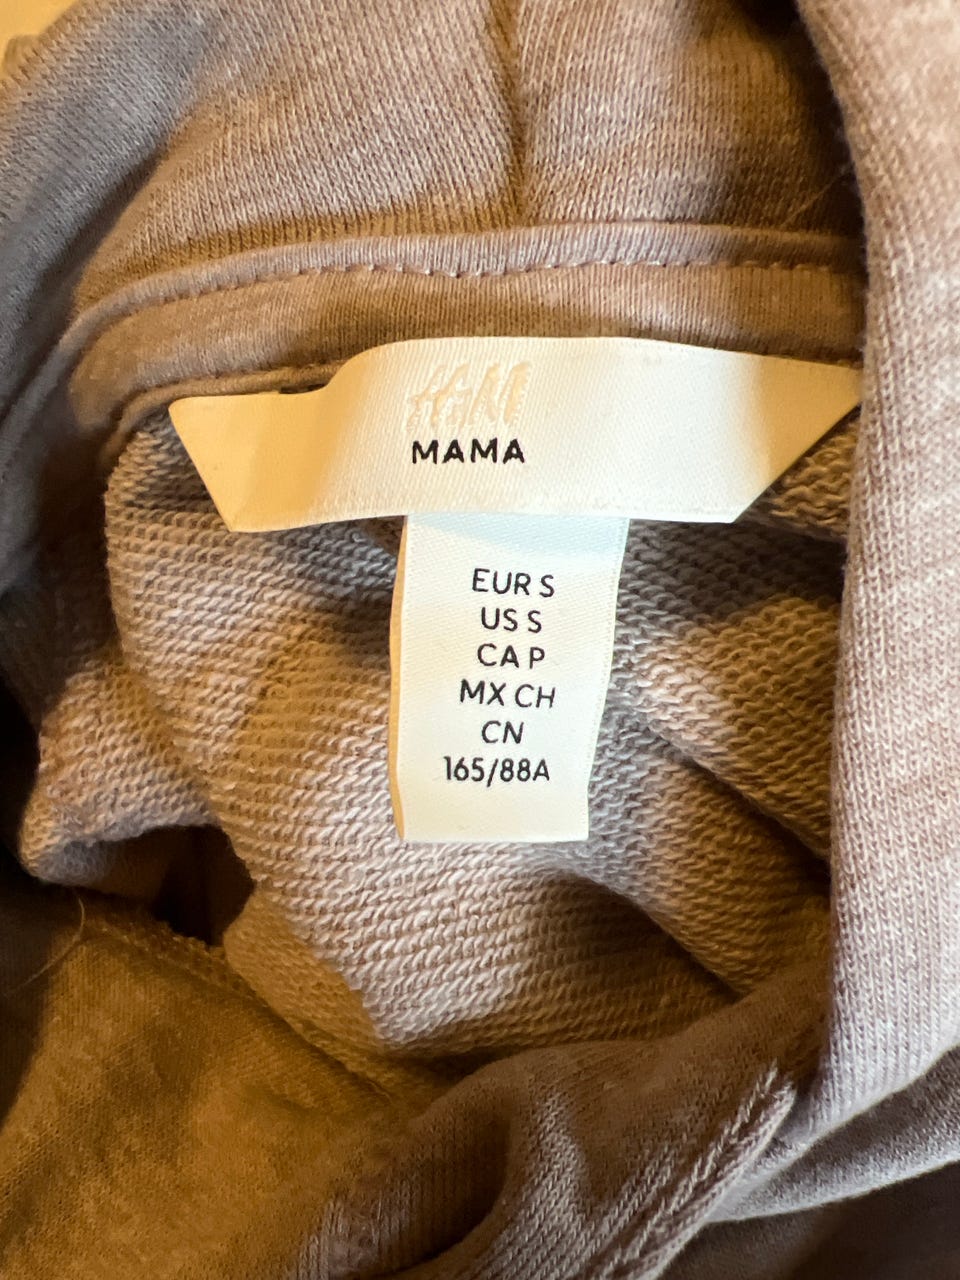 H&M
MAMA
EUR S
US S
CA P
MX CH
CN
165/88A